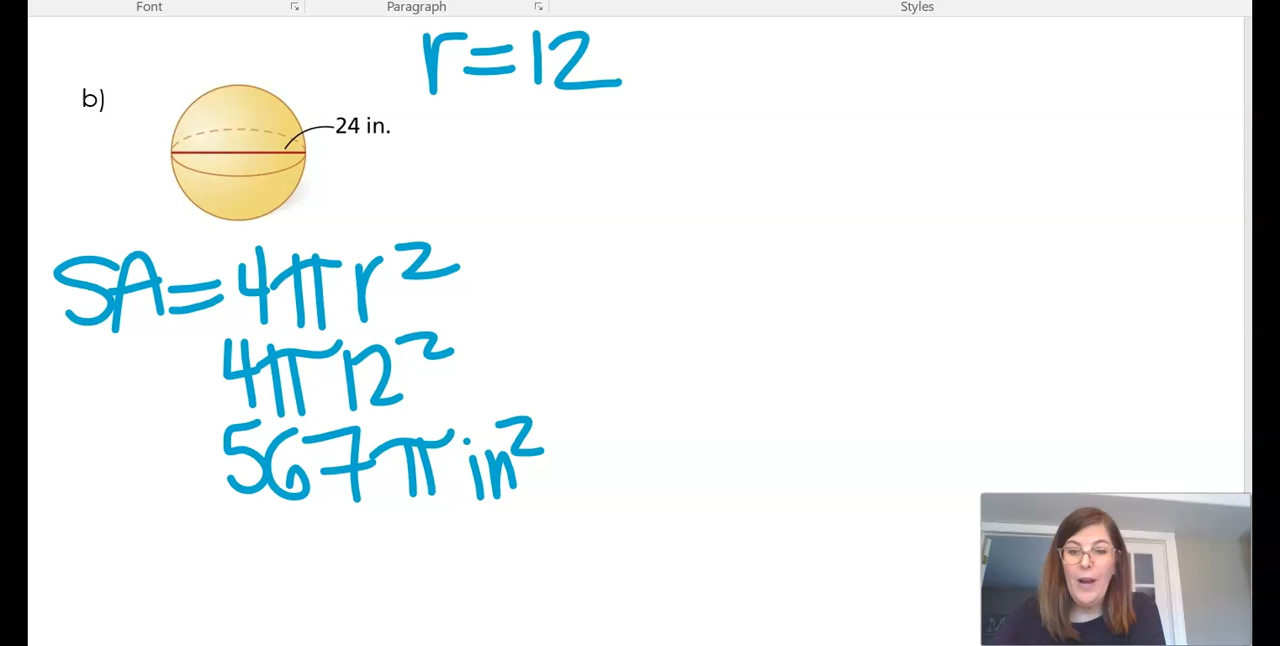 Font Paragraph Styles
r=12
b)
24 in.
SA=4πr²
4π12²
567π in²